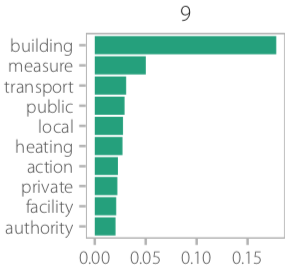 9
building
measure
transport
public
local
heating
action
private
facility
authority
0.00 0.05 0.10 0.15